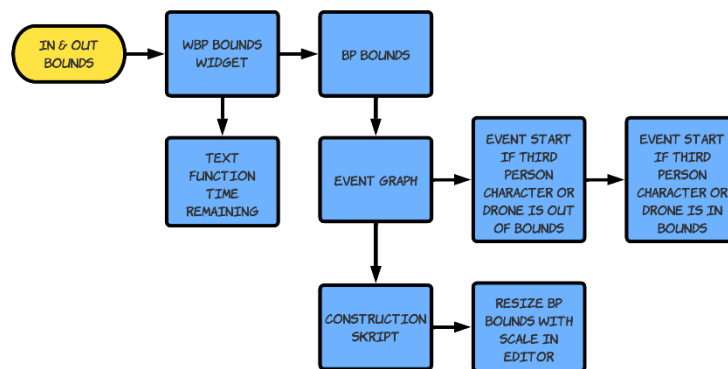 IN & OUT
BOUNDS
WBP BOUNDS
WIDGET
BP BOUNDS
TEXT
FUNCTION
TIME
REMAINING
EVENT GRAPH
EVENT START
IF THIRD
PERSON
CHARACTER OR
DRONE IS OUT
OF BOUNDS
EVENT START
IF THIRD
PERSON
CHARACTER OR
DRONE IS IN
BOUNDS
CONSTRUCTION
SKRIPT
RESIZE BP
BOUNDS WITH
SCALE IN
EDITOR